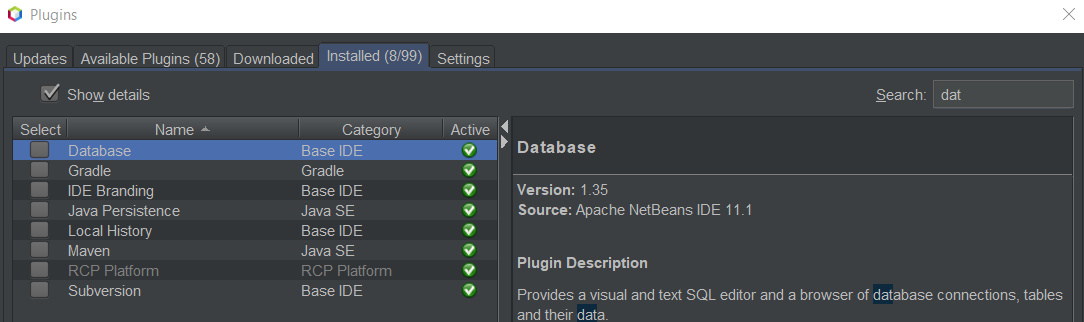 Plugins
Updates Available Plugins (58) Downloaded Installed (8/99) Settings
Show details Search: dat
Select Name Category Active
Database Base IDE
Gradle Gradle
IDE Branding Base IDE
Java Persistence Java SE
Local History Base IDE
Maven Java SE
RCP Platform RCP Platform
Subversion Base IDE
Database
Version: 1.35
Source: Apache NetBeans IDE 11.1
Plugin Description
Provides a visual and text SQL editor and a browser of database connections, tables
and their data.